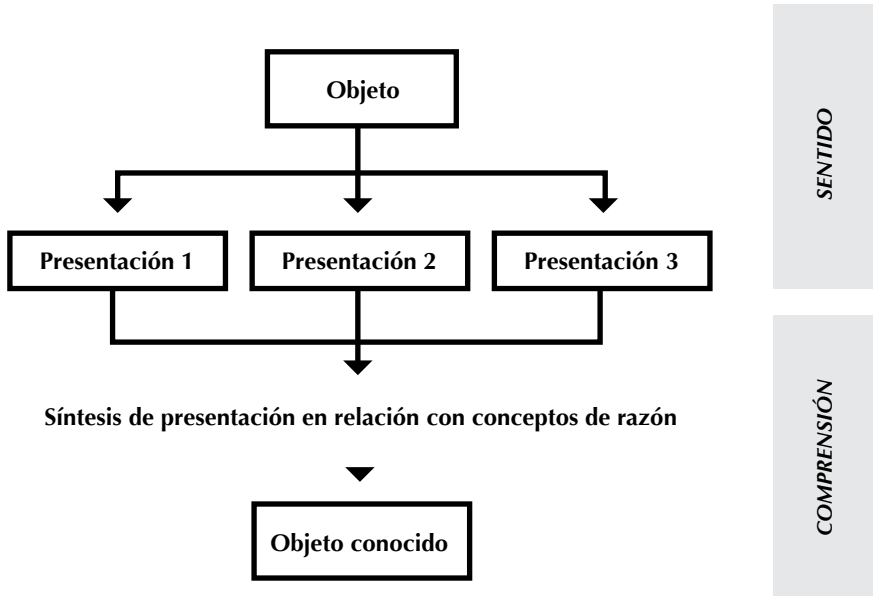 Objeto
SENTIDO
Presentación 1
Presentación 2
Presentación 3
Síntesis de presentación en relación con conceptos de razón
COMPRENSIÓN
Objeto conocido